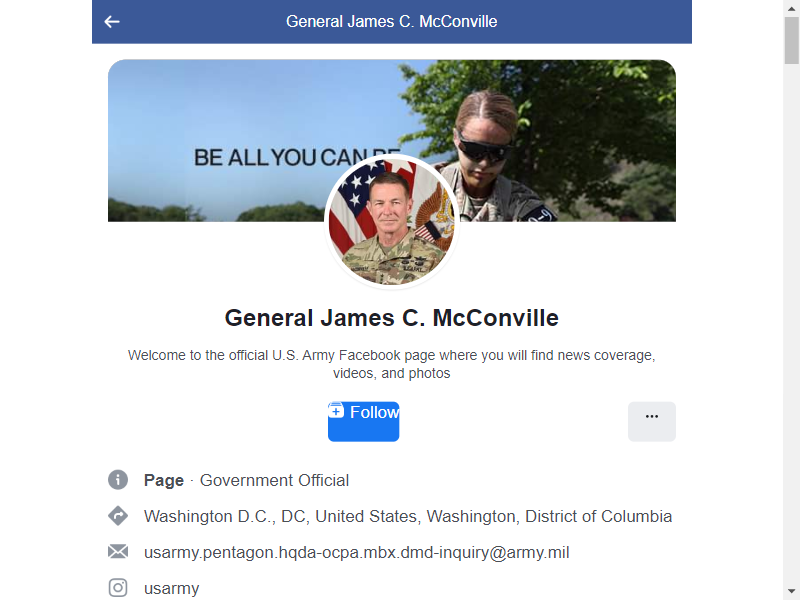 General James C. McConville
BE ALL YOU CAN BE
General James C. McConville
Welcome to the official U.S. Army Facebook page where you will find news coverage,
videos, and photos
Follow
Page · Government Official
Washington D.C., DC, United States, Washington, District of Columbia
usarmy.pentagon.hqda-ocpa.mbx.dmd-inquiry@army.mil
usarmy